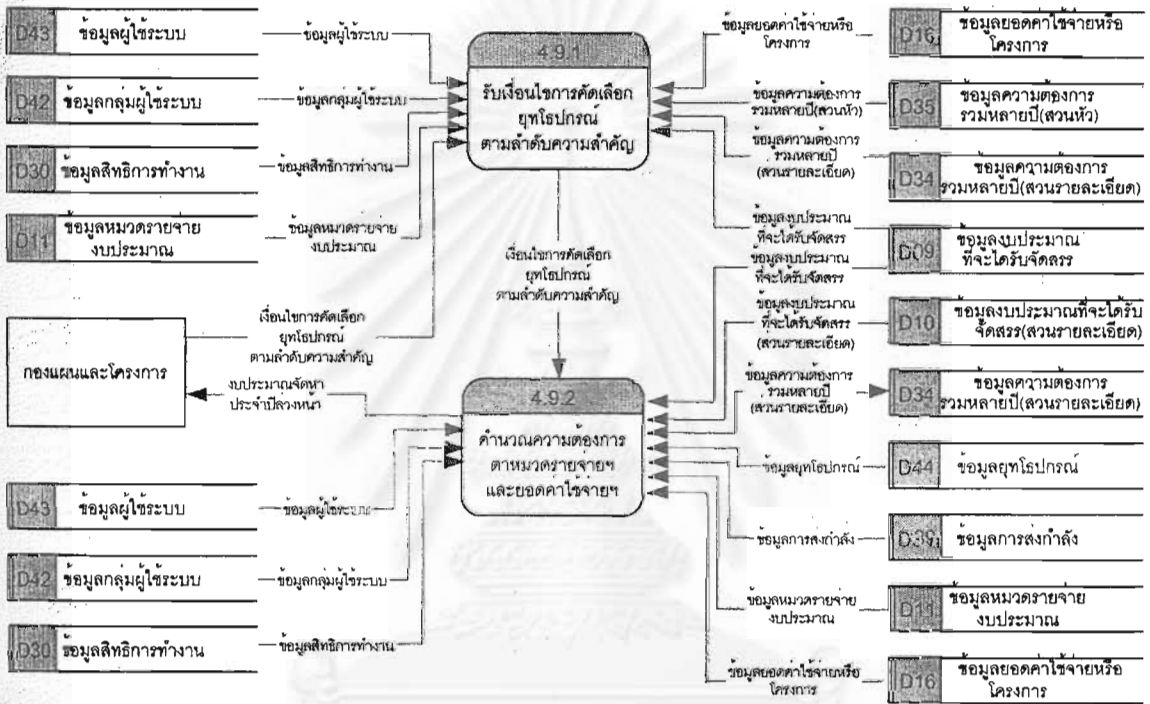 D43 ข้อมูลผู้ใช้ระบบ
ข้อมูลผู้ใช้ระบบ
D42 ข้อมูลกลุ่มผู้ใช้ระบบ
ข้อมูลกลุ่มผู้ใช้ระบบ
D30 ข้อมูลสิทธิการทำงาน
ข้อมูลสิทธิการทำงาน
D11 ข้อมูลหมวดรายจ่าย
งบประมาณ
ข้อมูลหมวดรายจ่าย
งบประมาณ
กองแผนและโครงการ
เงื่อนไขการคัดเลือก
ยุทโธปกรณ์
ตามลำดับความสำคัญ
งบประมาณจัดหา
ประจำปีล่วงหน้า
D43 ข้อมูลผู้ใช้ระบบ
ข้อมูลผู้ใช้ระบบ
D42 ข้อมูลกลุ่มผู้ใช้ระบบ
ข้อมูลกลุ่มผู้ใช้ระบบ
D30 ข้อมูลสิทธิการทำงาน
ข้อมูลสิทธิการทำงาน
4.9.1
รับเงื่อนไขการคัดเลือก
ยุทโธปกรณ์
ตามลำดับความสำคัญ
เงื่อนไขการคัดเลือก
ยุทโธปกรณ์
ตามลำดับความสำคัญ
4.9.2
คำนวณความต้องการ
ตาหมวดรายจ่ายฯ
และยอดค่าใช้จ่ายฯ
ข้อมูลยอดค่าใช้จ่ายหรือ
โครงการ
D16 ข้อมูลยอดค่าใช้จ่ายหรือ
โครงการ
ข้อมูลความต้องการ
รวมหลายปี(ส่วนหัว)
D35 ข้อมูลความต้องการ
รวมหลายปี(ส่วนหัว)
ข้อมูลความต้องการ
รวมหลายปี
(ส่วนรายละเอียด)
D34 ข้อมูลความต้องการ
รวมหลายปี(ส่วนรายละเอียด)
ข้อมูลงบประมาณ
ที่จะได้รับจัดสรร
ข้อมูลงบประมาณ
ที่จะได้รับจัดสรร
D09 ข้อมูลงบประมาณ
ที่จะได้รับจัดสรร
ข้อมูลงบประมาณ
ที่จะได้รับจัดสรร
(ส่วนรายละเอียด)
D10 ข้อมูลงบประมาณที่จะได้รับ
จัดสรร(ส่วนรายละเอียด)
ข้อมูลความต้องการ
รวมหลายปี
(ส่วนรายละเอียด)
D34 ข้อมูลความต้องการ
รวมหลายปี(ส่วนรายละเอียด)
ข้อมูลยุทโธปกรณ์
D44 ข้อมูลยุทโธปกรณ์
ข้อมูลการส่งกำลัง
D39 ข้อมูลการส่งกำลัง
ข้อมูลหมวดรายจ่าย
งบประมาณ
D11 ข้อมูลหมวดรายจ่าย
งบประมาณ
ข้อมูลยอดค่าใช้จ่ายหรือ
โครงการ
D16 ข้อมูลยอดค่าใช้จ่ายหรือ
โครงการ